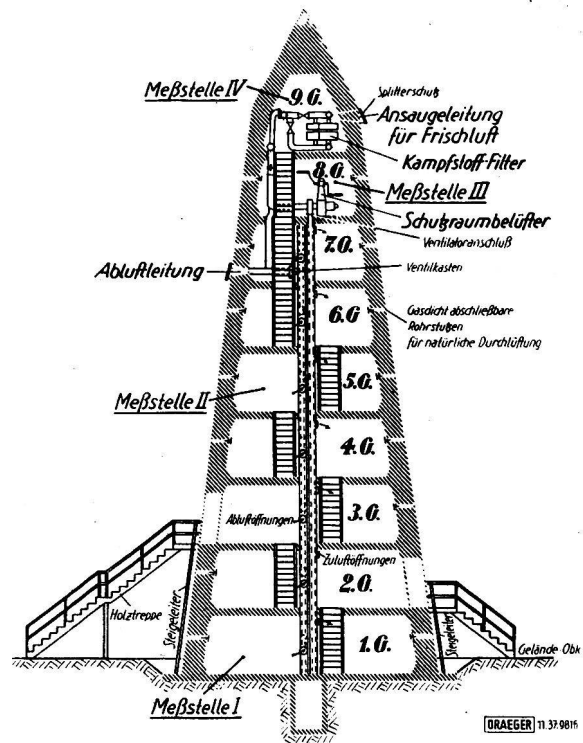 Meßstelle IV
9. G.
Splitterschutz
Ansaugeleitung
für Frischluft
Kampfstoff-Filter
8. G.
Meßstelle III
Schutzraumbelüfter
7. G.
Ventilatoranschluß
Abluftleitung
Ventilkasten
6. G
Gasdicht abschließbare
Rohrstutzen
für natürliche Durchlüftung
5. G.
Meßstelle II
4. G.
3. G.
Abluftöffnungen
Zuluftöffnungen
2. G.
Holztreppe
Steigeleiter
Steigeleiter
1. G.
Gelände Obk
Meßstelle I
DRAEGER 11.37.981